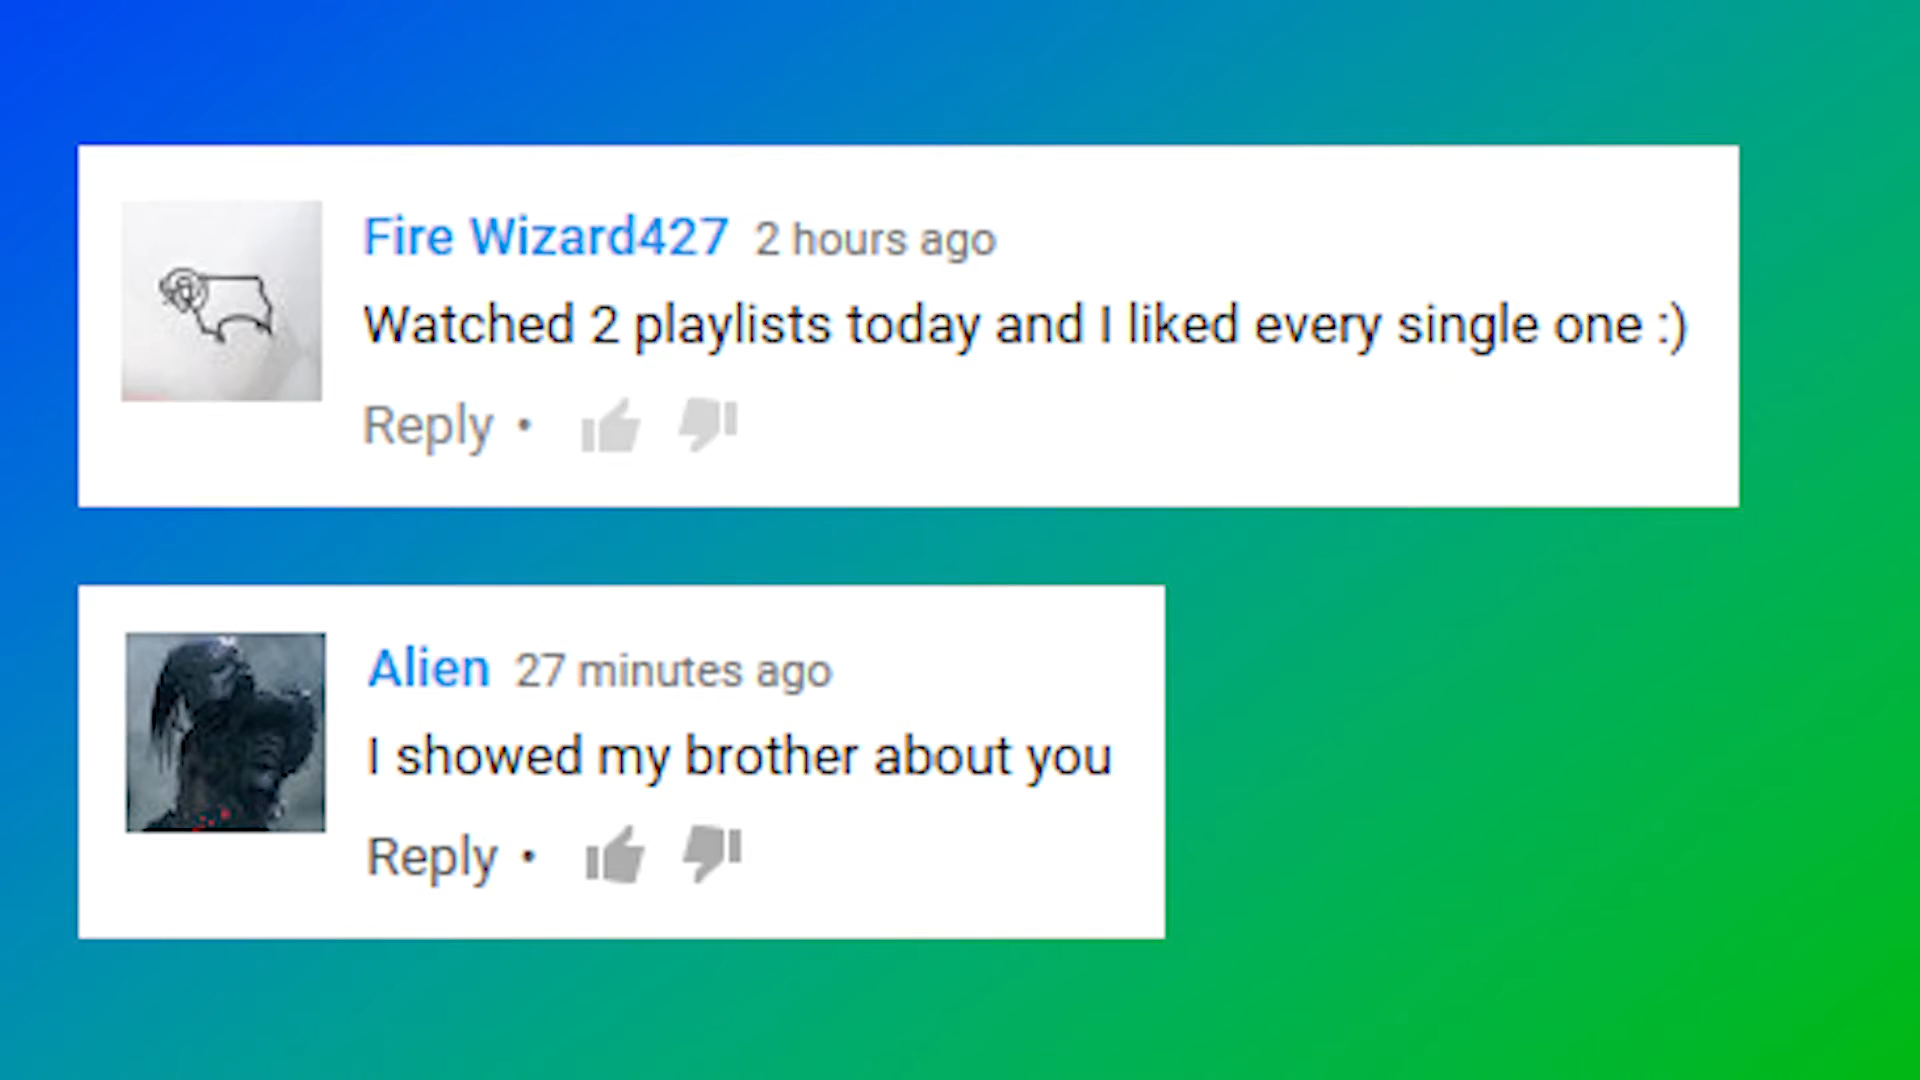 Fire Wizard427 2 hours ago
Watched 2 playlists today and I liked every single one :)
Reply •
Alien 27 minutes ago
I showed my brother about you
Reply •